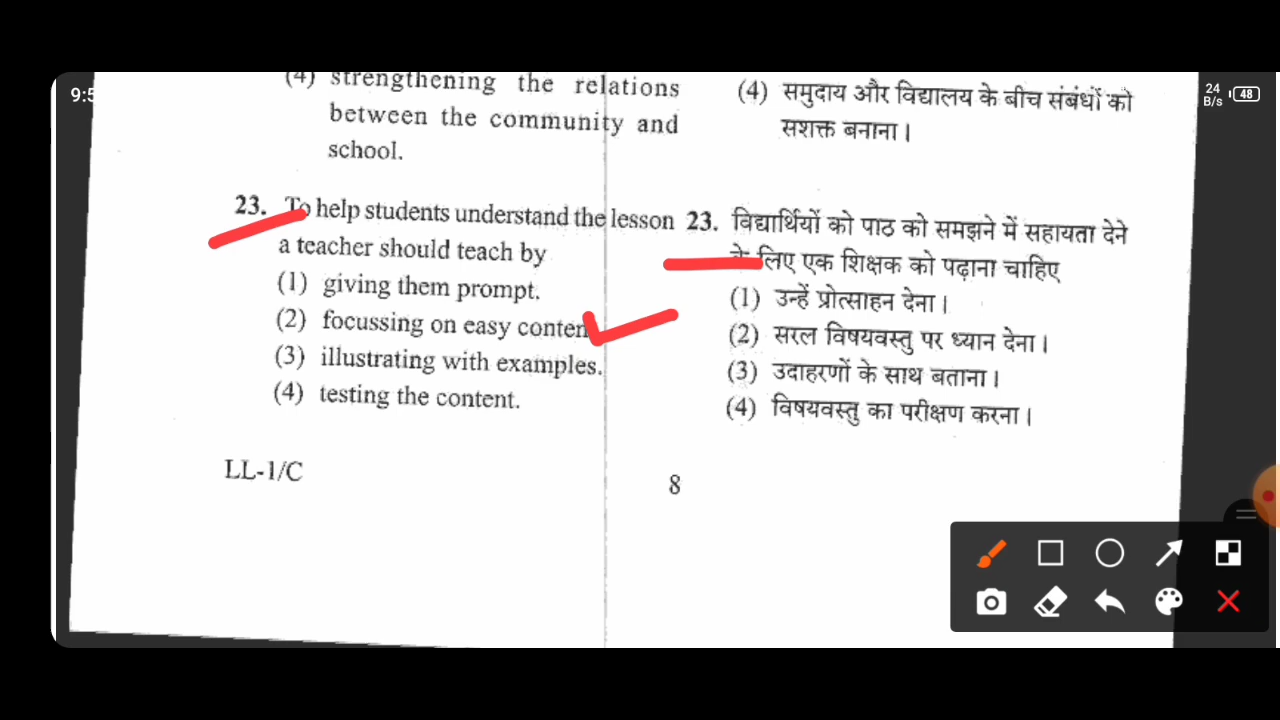 9:5
24
B/s
48
(4) strengthening the relations
between the community and
school.
23. To help students understand the lesson
a teacher should teach by
(1) giving them prompt.
(2) focussing on easy conten
(3) illustrating with examples.
(4) testing the content.
LL-1/C
(4) समुदाय और विद्यालय के बीच संबंधों को
सशक्त बनाना।
23. विद्यार्थियों को पाठ को समझने में सहायता देने
के लिए एक शिक्षक को पढ़ाना चाहिए
(1) उन्हें प्रोत्साहन देना।
(2) सरल विषयवस्तु पर ध्यान देना।
(3) उदाहरणों के साथ बताना।
(4) विषयवस्तु का परीक्षण करना।
8